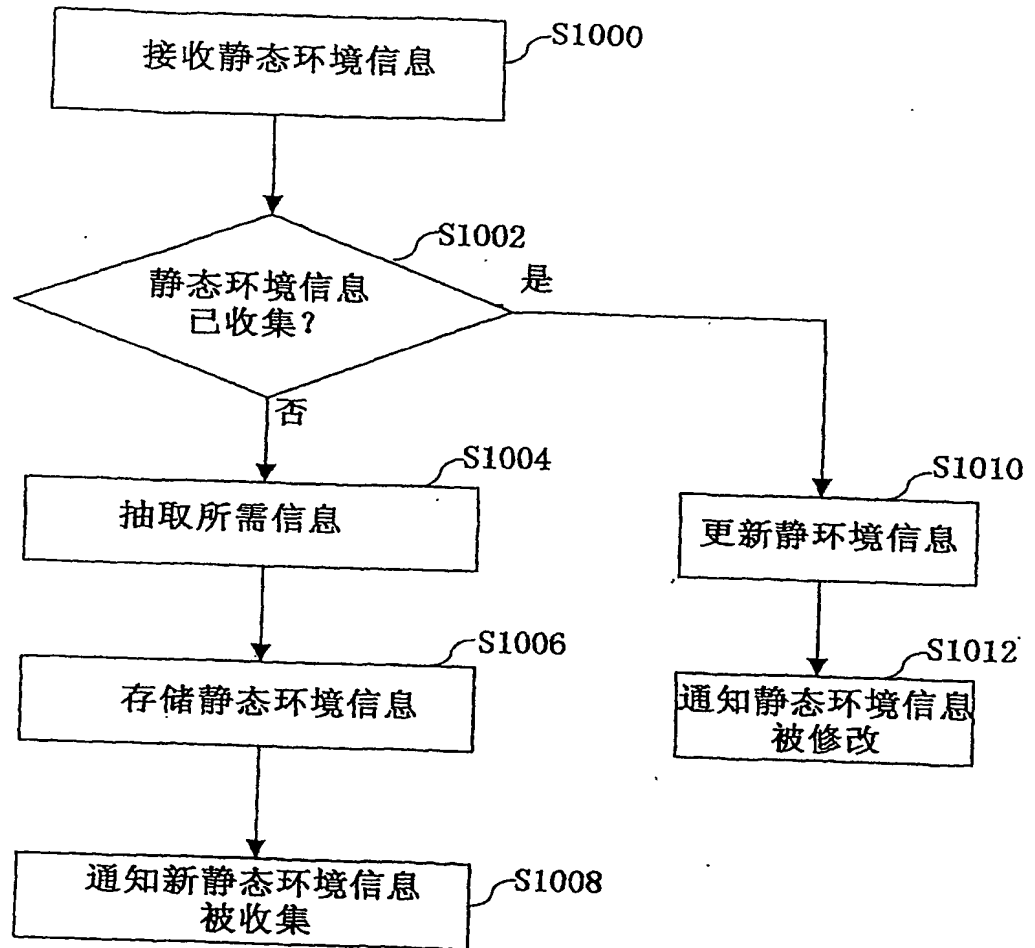 接收静态环境信息
S1000
S1002
静态环境信息
已收集?
是
否
S1004
抽取所需信息
S1010
更新静环境信息
S1006
存储静态环境信息
S1012
通知静态环境信息
被修改
通知新静态环境信息
被收集
S1008